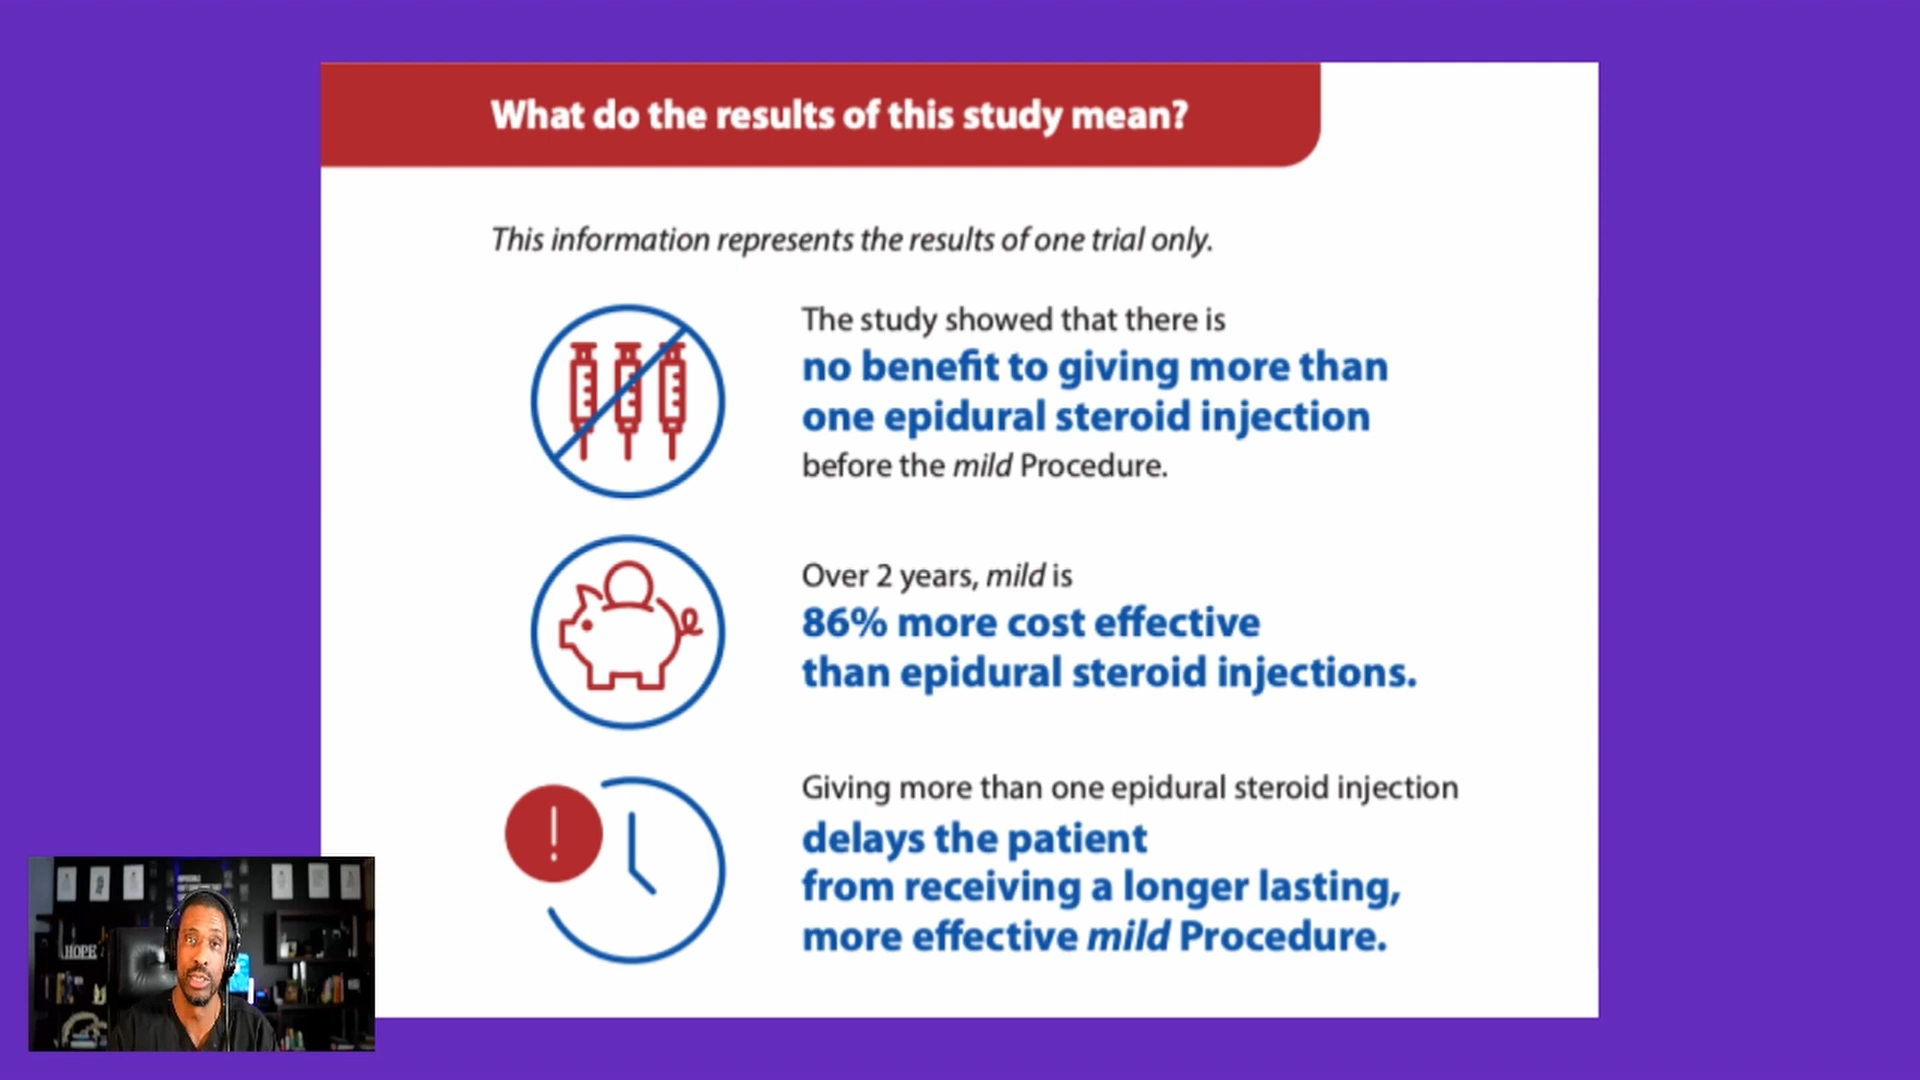 What do the results of this study mean?
This information represents the results of one trial only.
The study showed that there is
no benefit to giving more than
one epidural steroid injection
before the mild Procedure.
Over 2 years, mild is
86% more cost effective
than epidural steroid injections.
Giving more than one epidural steroid injection
delays the patient
from receiving a longer lasting,
more effective mild Procedure.
!
HOPE